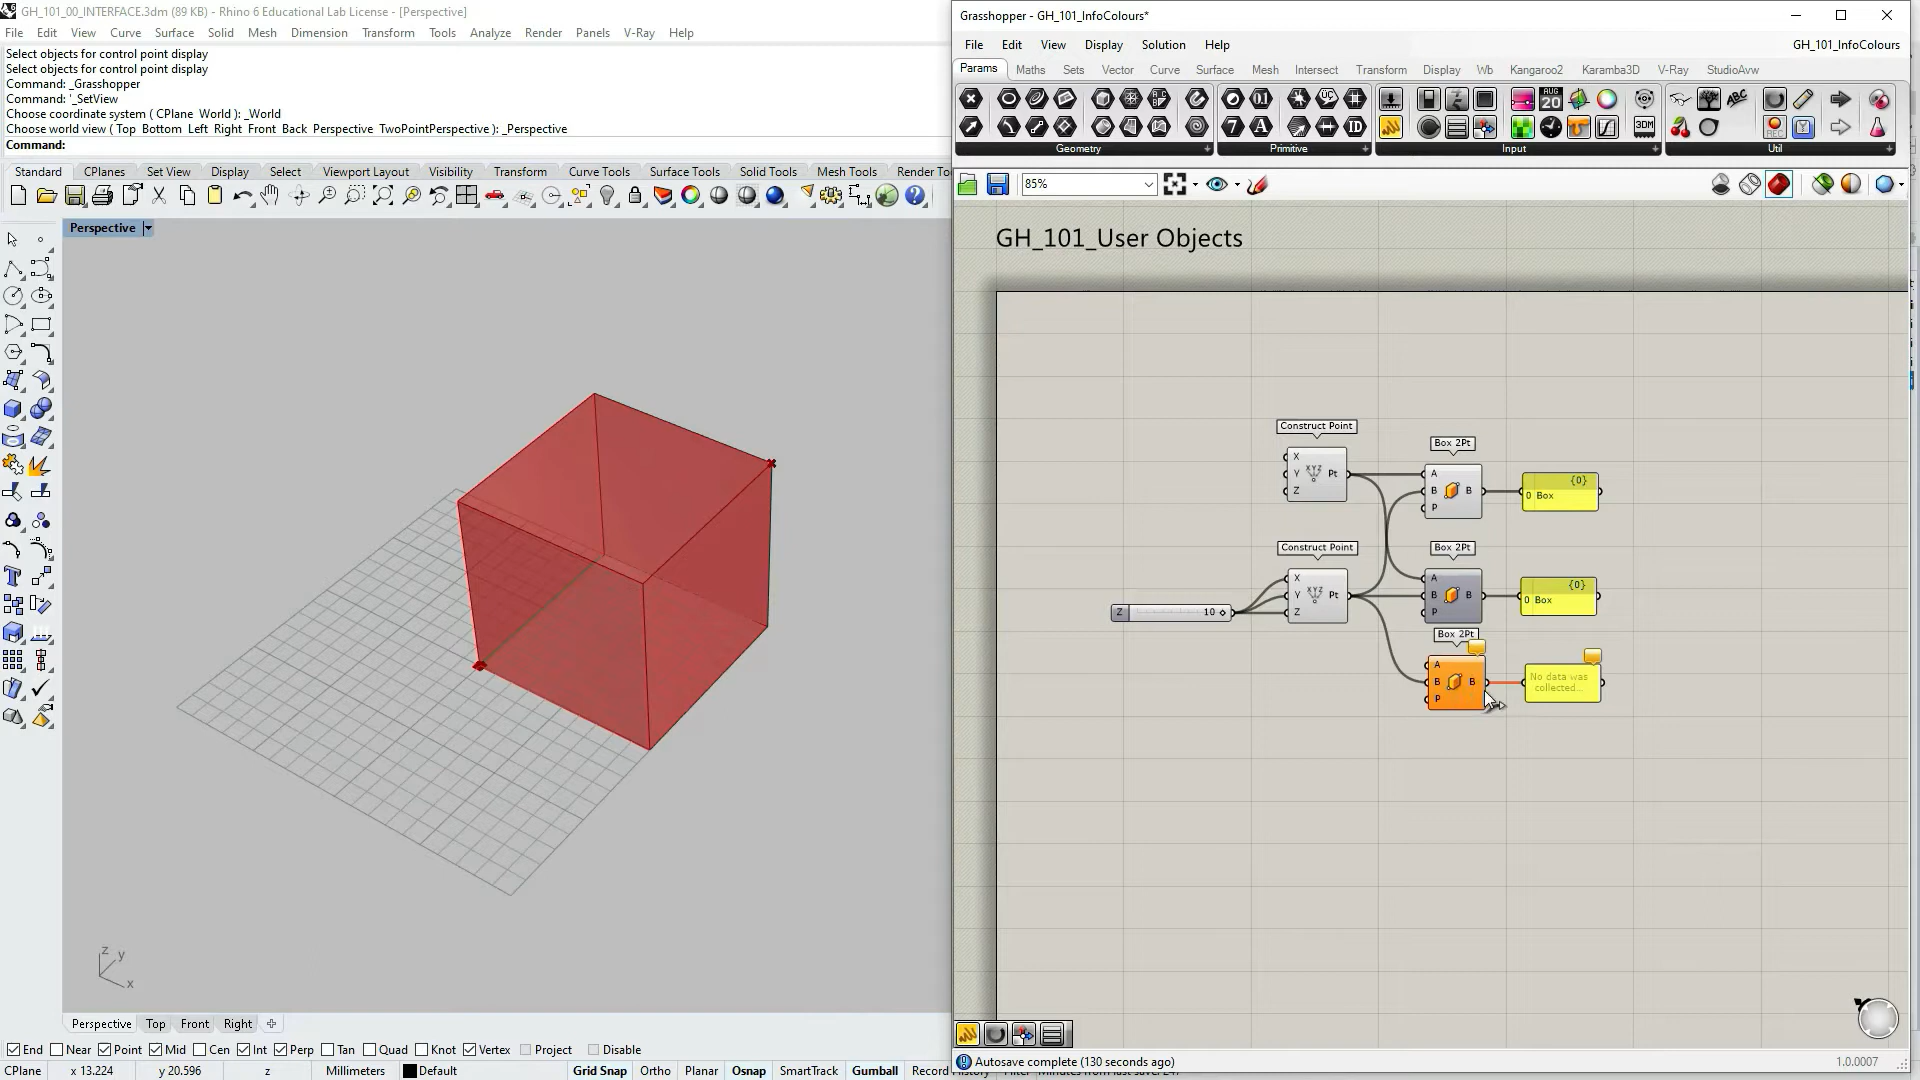 GH_101_00_INTERFACE.3dm (89 KB) - Rhino 6 Educational Lab License - [Perspective]
File Edit View Curve Surface Solid Mesh Dimension Transform Tools Analyze Render Panels V-Ray Help
Select objects for control point display
Select objects for control point display
Command: _Grasshopper
Command: '_SetView
Choose coordinate system ( CPlane World ): _World
Choose world view ( Top Bottom Left Right Front Back Perspective TwoPointPerspective ): _Perspective
Command:
Standard CPlanes Set View Display Select Viewport Layout Visibility Transform Curve Tools Surface Tools Solid Tools Mesh Tools Render To
Perspective
z
y
x
Perspective Top Front Right
End Near Point Mid Cen Int Perp Tan Quad Knot Vertex Project Disable
CPlane x 13.224 y 20.596 z Millimeters Default Grid Snap Ortho Planar Osnap SmartTrack Gumball Record
Grasshopper - GH_101_InfoColours*
File Edit View Display Solution Help GH_101_InfoColours
Params Maths Sets Vector Curve Surface Mesh Intersect Transform Display Wb Kangaroo2 Karamba3D V-Ray StudioAvw
Geometry Primitive Input Util
85%
GH_101_User Objects
Construct Point
X
Y Pt
Z
Box 2Pt
A
B B
P
{0}
0 Box
Construct Point
X
Y Pt
Z
Z 10
Box 2Pt
A
B B
P
{0}
0 Box
Box 2Pt
A
B B
P
No data was
collected...
Autosave complete (130 seconds ago) 1.0.0007